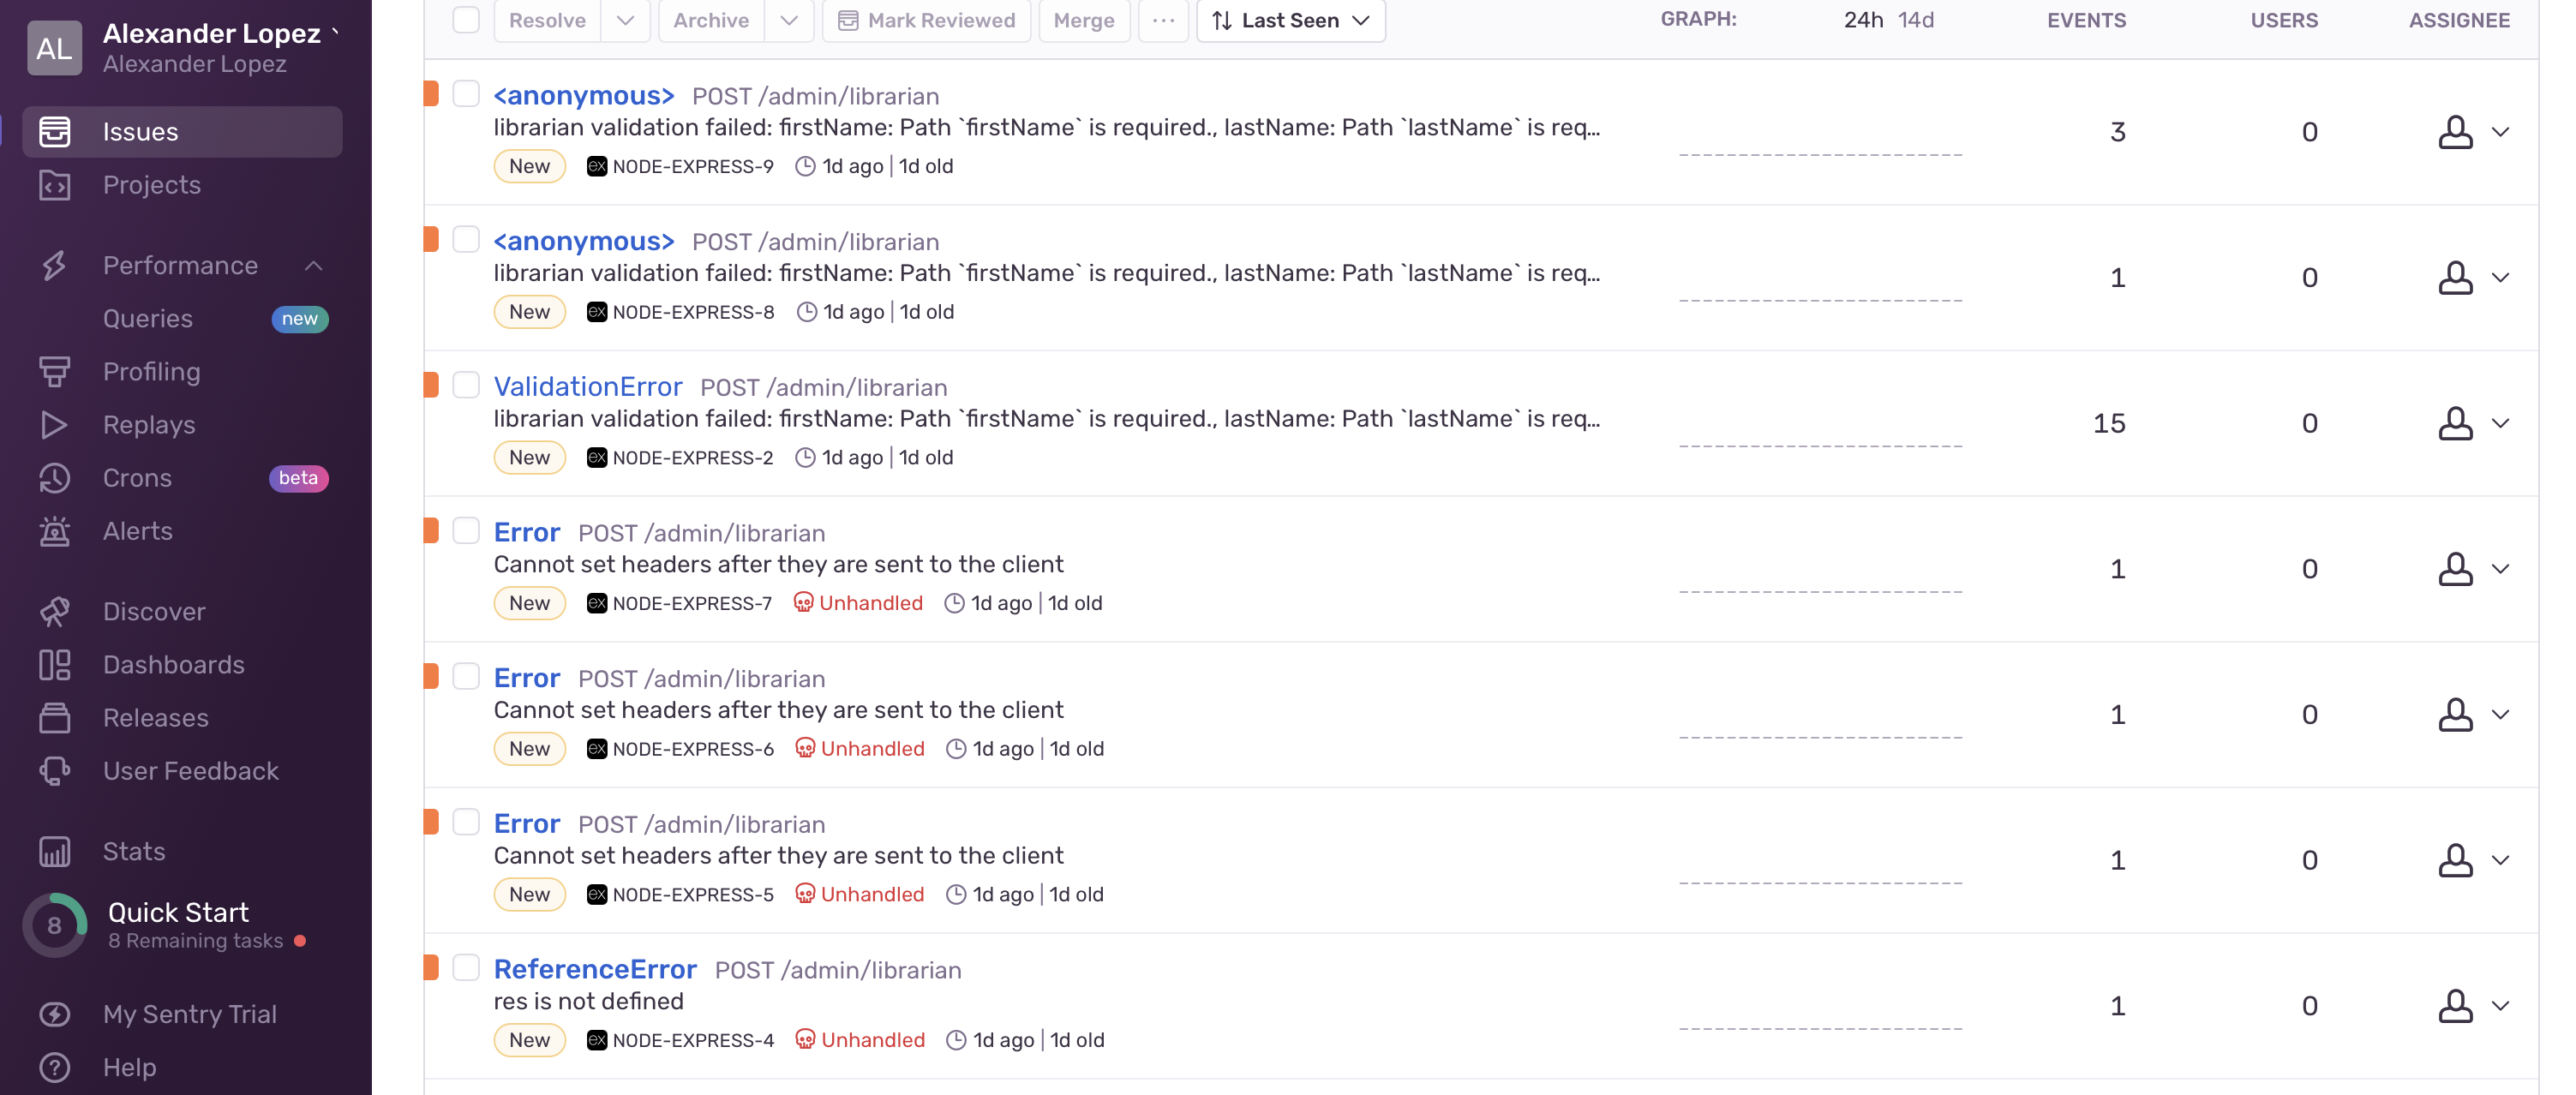 AL
Alexander Lopez
Alexander Lopez
Issues
Projects
Performance
Queries new
Profiling
Replays
Crons beta
Alerts
Discover
Dashboards
Releases
User Feedback
Stats
8
Quick Start
8 Remaining tasks
My Sentry Trial
Help
Resolve Archive Mark Reviewed Merge ... Last Seen GRAPH: 24h 14d EVENTS USERS ASSIGNEE
<anonymous> POST /admin/librarian
librarian validation failed: firstName: Path `firstName` is required., lastName: Path `lastName` is req...
3 0
New ex NODE-EXPRESS-9 1d ago | 1d old
<anonymous> POST /admin/librarian
librarian validation failed: firstName: Path `firstName` is required., lastName: Path `lastName` is req...
1 0
New ex NODE-EXPRESS-8 1d ago | 1d old
ValidationError POST /admin/librarian
librarian validation failed: firstName: Path `firstName` is required., lastName: Path `lastName` is req...
15 0
New ex NODE-EXPRESS-2 1d ago | 1d old
Error POST /admin/librarian
Cannot set headers after they are sent to the client
1 0
New ex NODE-EXPRESS-7 Unhandled 1d ago | 1d old
Error POST /admin/librarian
Cannot set headers after they are sent to the client
1 0
New ex NODE-EXPRESS-6 Unhandled 1d ago | 1d old
Error POST /admin/librarian
Cannot set headers after they are sent to the client
1 0
New ex NODE-EXPRESS-5 Unhandled 1d ago | 1d old
ReferenceError POST /admin/librarian
res is not defined
1 0
New ex NODE-EXPRESS-4 Unhandled 1d ago | 1d old